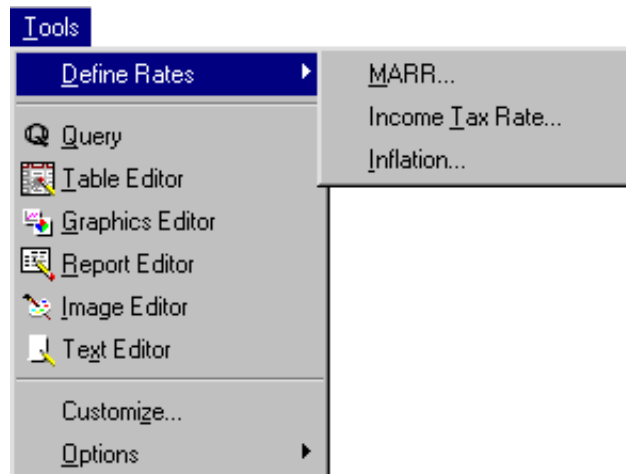 Tools
Define Rates
MARR...
Income Tax Rate...
Inflation...
Query
Table Editor
Graphics Editor
Report Editor
Image Editor
Text Editor
Customize...
Options